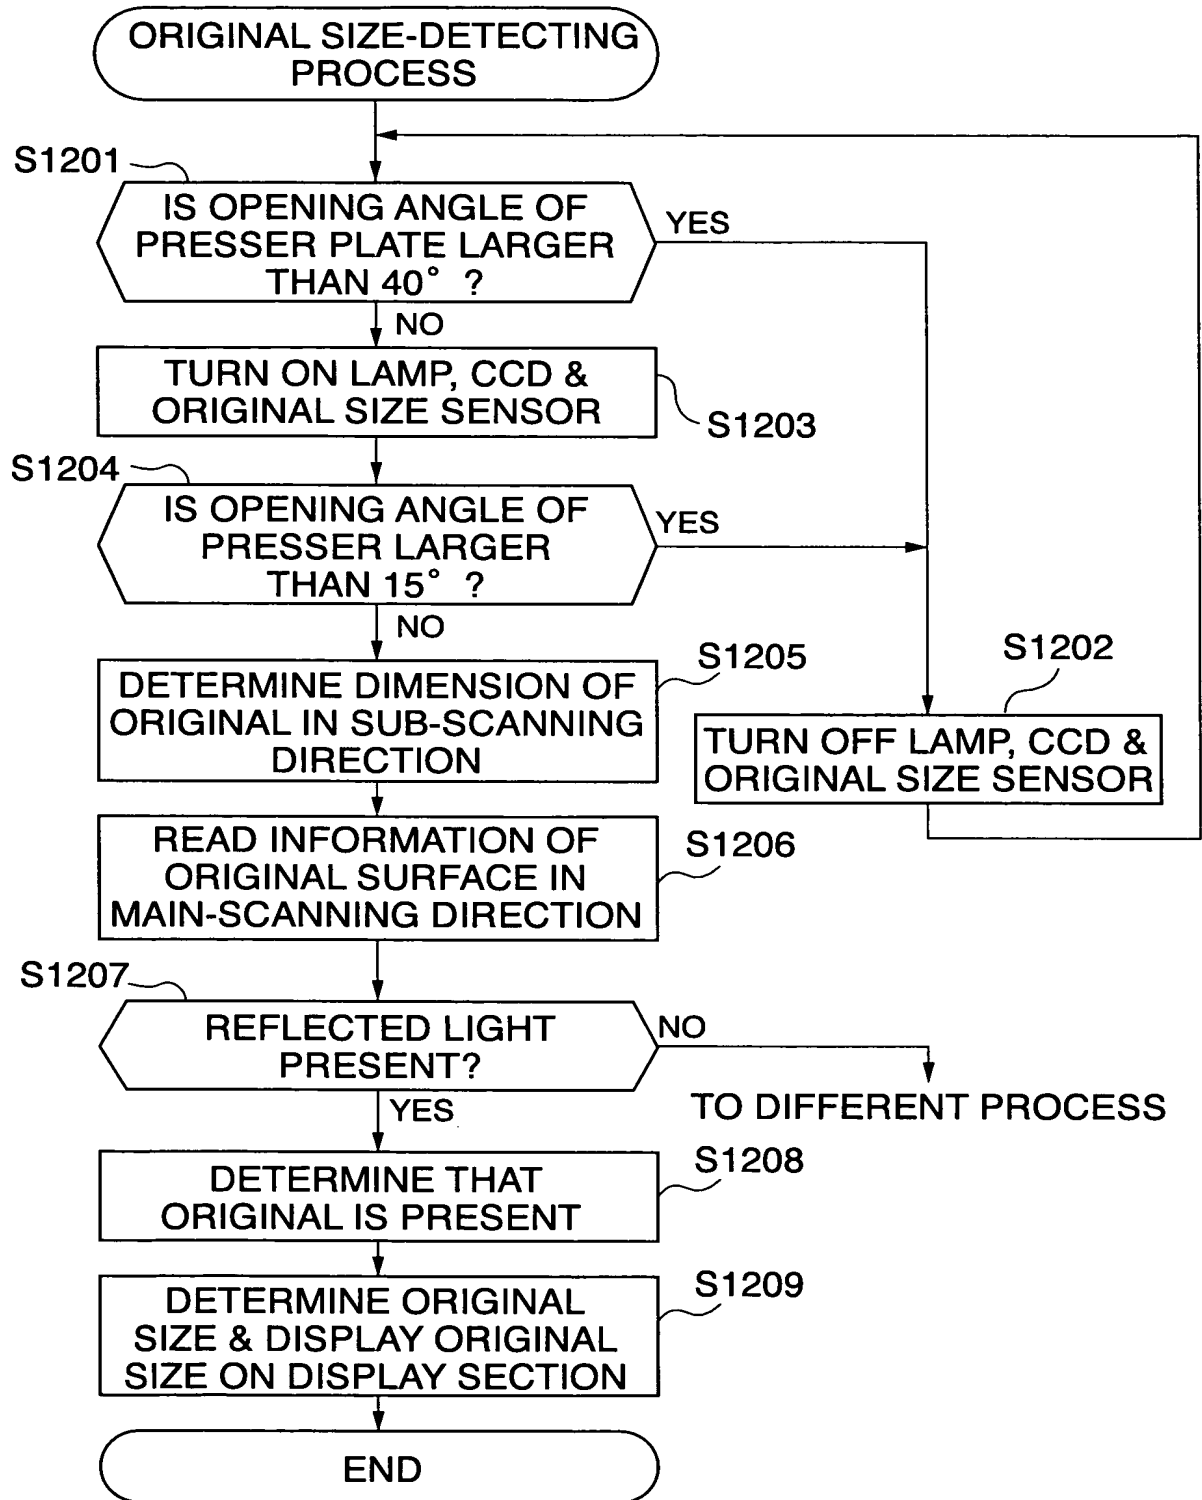 ORIGINAL SIZE-DETECTING
PROCESS
S1201
IS OPENING ANGLE OF
PRESSER PLATE LARGER
THAN 40° ?
YES
NO
TURN ON LAMP, CCD &
ORIGINAL SIZE SENSOR
S1203
S1204
IS OPENING ANGLE OF
PRESSER LARGER
THAN 15° ?
YES
NO
S1202
TURN OFF LAMP, CCD &
ORIGINAL SIZE SENSOR
S1205
DETERMINE DIMENSION OF
ORIGINAL IN SUB-SCANNING
DIRECTION
S1206
READ INFORMATION OF
ORIGINAL SURFACE IN
MAIN-SCANNING DIRECTION
S1207
REFLECTED LIGHT
PRESENT?
NO
TO DIFFERENT PROCESS
YES
S1208
DETERMINE THAT
ORIGINAL IS PRESENT
S1209
DETERMINE ORIGINAL
SIZE & DISPLAY ORIGINAL
SIZE ON DISPLAY SECTION
END